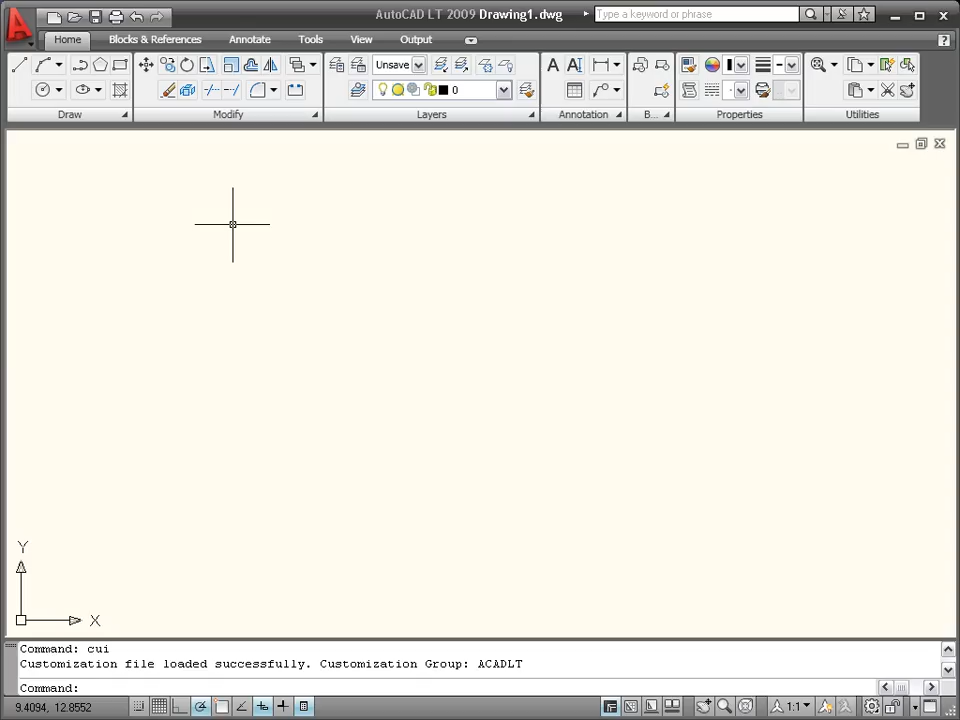 AutoCAD LT 2009 Drawing1.dwg
Type a keyword or phrase
Home
Blocks & References
Annotate
Tools
View
Output
Unsave
A A
0
Draw
Modify
Layers
Annotation
B...
Properties
Utilities
Y
X
Command: cui
Customization file loaded successfully. Customization Group: ACADLT
Command:
9.4094, 12.8552
1:1